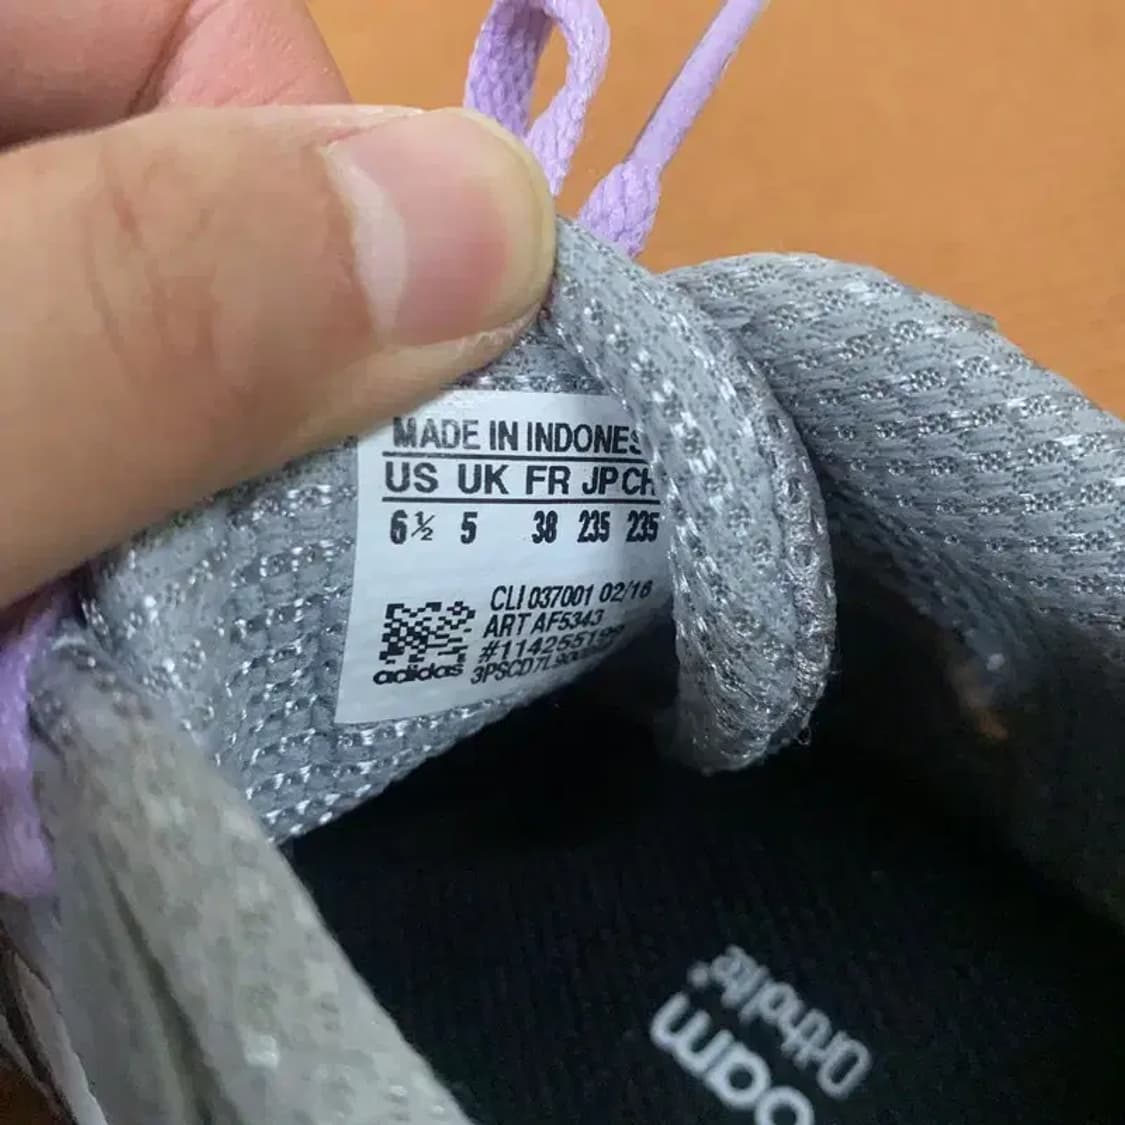 MADE IN INDONES
US UK FR JP CH
6½ 5 38 235 235
CLI 037001 02/16
ART AF5343
adidas
Ortholite